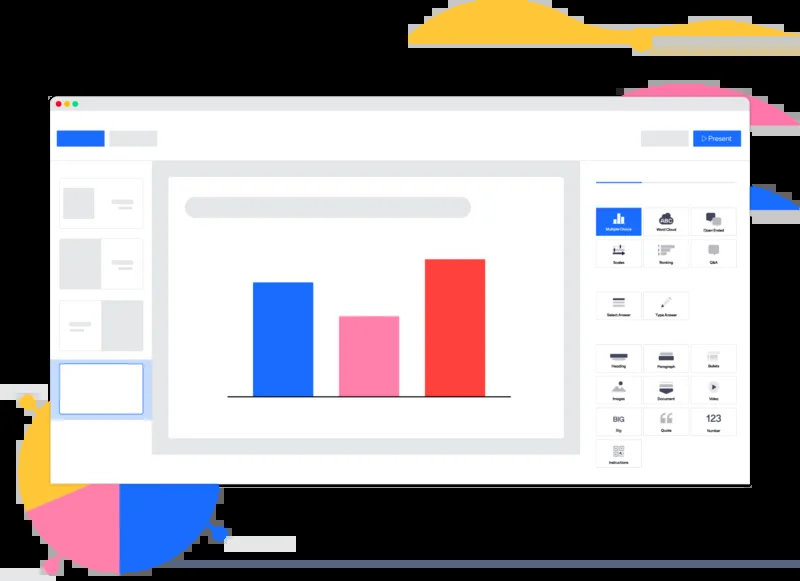 Present
Multiple Choice
Word Cloud
Open Ended
Scales
Ranking
Q&A
Select Answer
Type Answer
Heading
Paragraph
Bullets
Images
Document
Video
BIG
Big
Quote
123
Number
Instructions
ABC